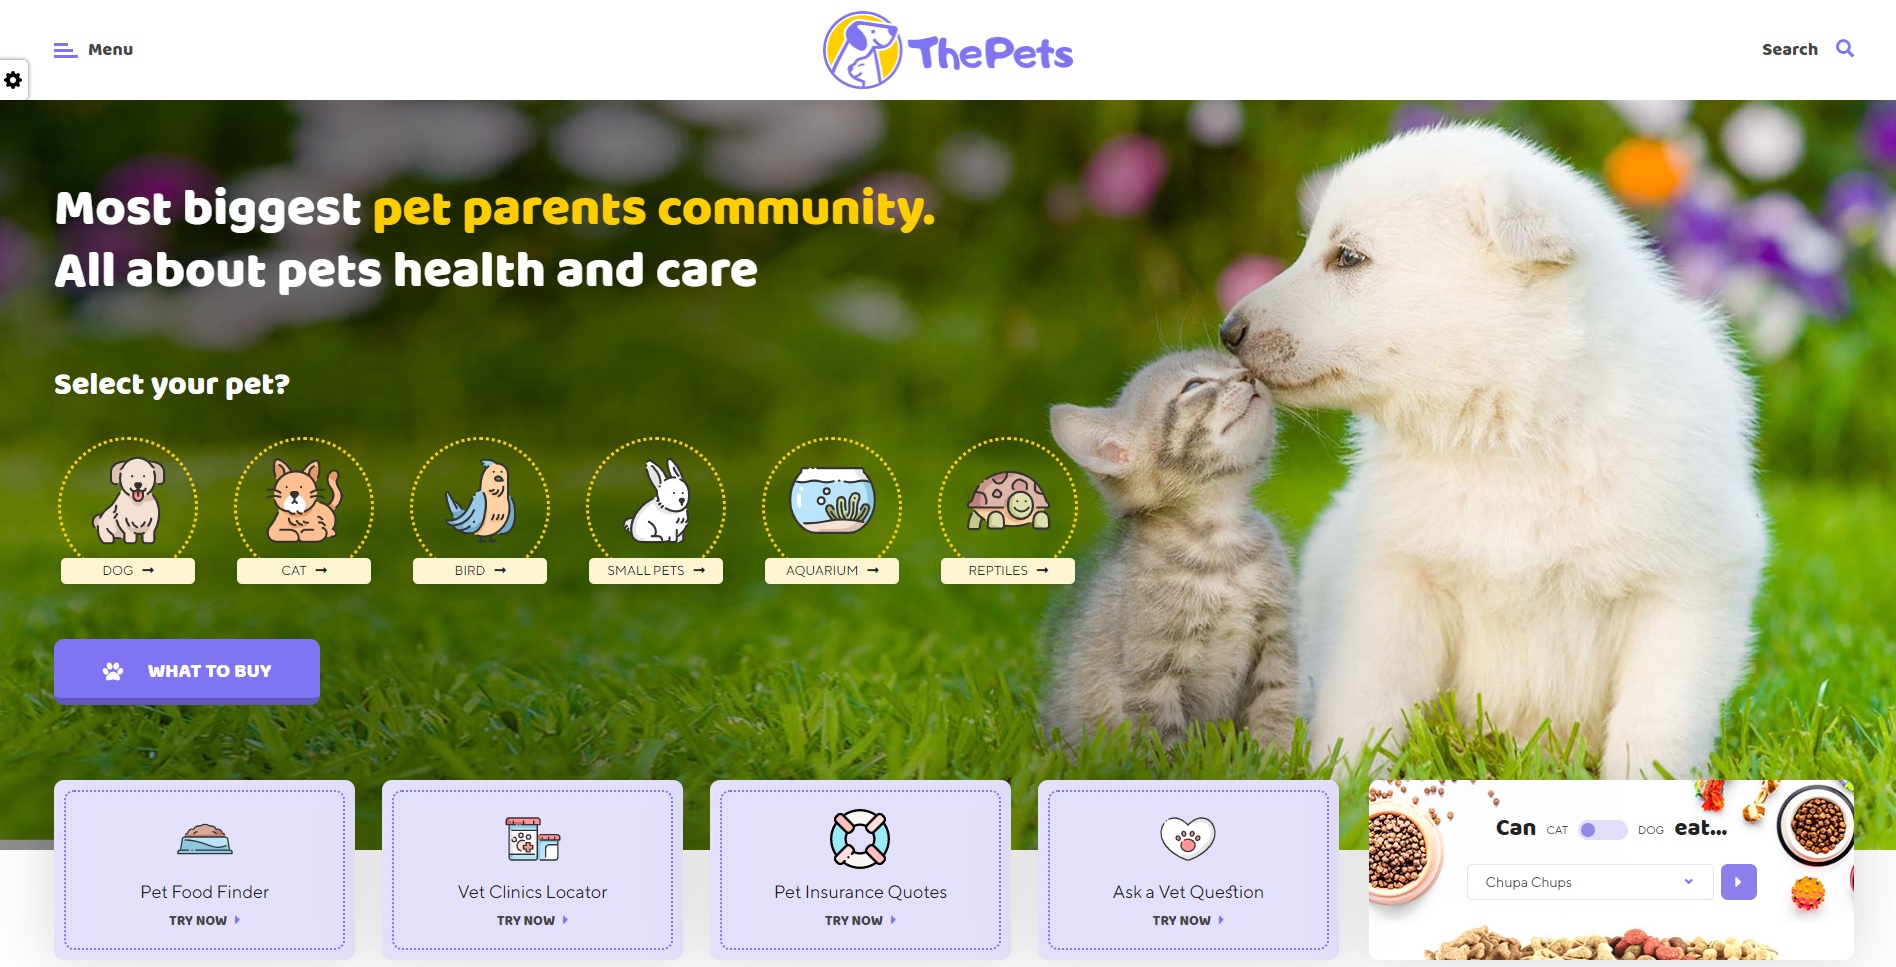 Menu
ThePets
Search
Most biggest pet parents community.
All about pets health and care
Select your pet?
DOG
CAT
BIRD
SMALL PETS
AQUARIUM
REPTILES
WHAT TO BUY
Pet Food Finder
TRY NOW
Vet Clinics Locator
TRY NOW
Pet Insurance Quotes
TRY NOW
Ask a Vet Question
TRY NOW
Can CAT DOG eat...
Chupa Chups